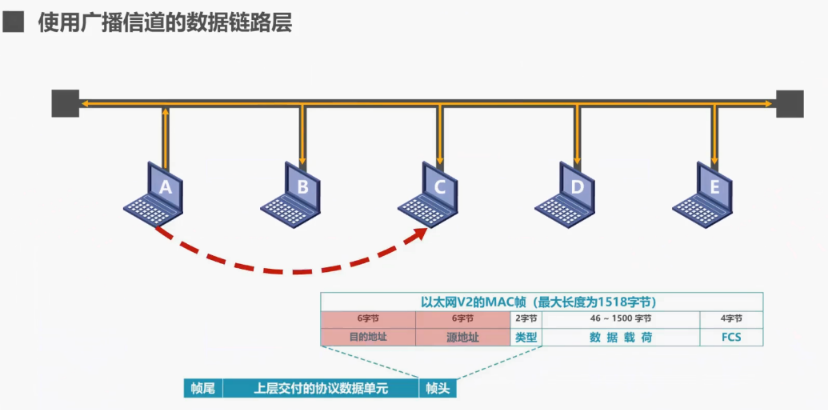 使用广播信道的数据链路层
A B C D E
以太网V2的MAC帧（最大长度为1518字节）
6字节 6字节 2字节 46 ~ 1500 字节 4字节
目的地址 源地址 类型 数 据 载 荷 FCS
帧尾 上层交付的协议数据单元 帧头